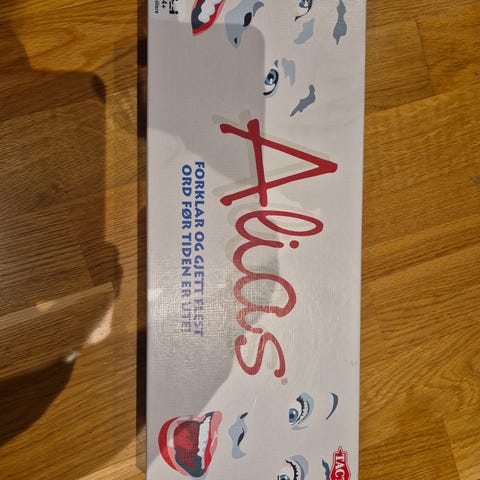 Alias®
FORKLAR OG GJETT FLEST
ORD FØR TIDEN ER UTE!